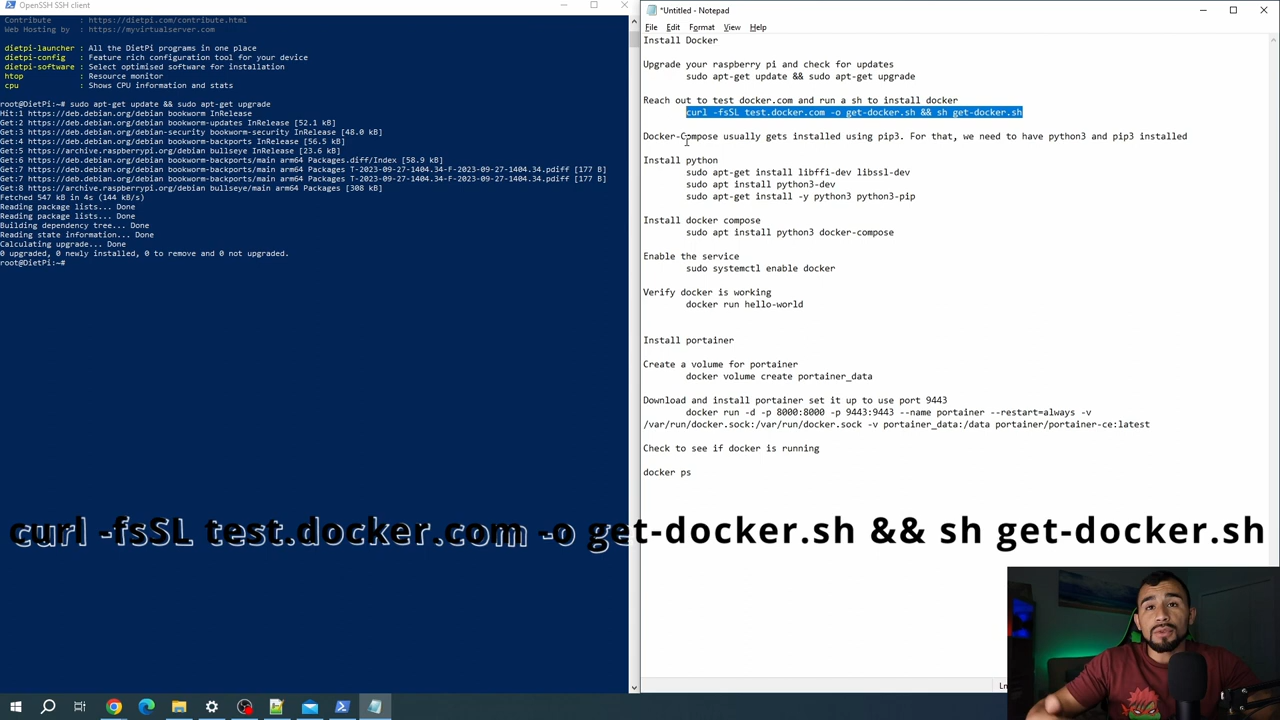 OpenSSH SSH client
Contribute : https://dietpi.com/contribute.html
Web Hosting by : https://myvirtualserver.com
dietpi-launcher : All the DietPi programs in one place
dietpi-config : Feature rich configuration tool for your device
dietpi-software : Select optimised software for installation
htop : Resource monitor
cpu : Shows CPU information and stats
root@DietPi:~# sudo apt-get update && sudo apt-get upgrade
Hit:1 https://deb.debian.org/debian bookworm InRelease
Get:2 https://deb.debian.org/debian bookworm-updates InRelease [52.1 kB]
Get:3 https://deb.debian.org/debian-security bookworm-security InRelease [48.0 kB]
Get:4 https://deb.debian.org/debian bookworm-backports InRelease [56.5 kB]
Get:5 https://archive.raspberrypi.org/debian bullseye InRelease [23.6 kB]
Get:6 https://deb.debian.org/debian bookworm-backports/main arm64 Packages.diff/Index [58.9 kB]
Get:7 https://deb.debian.org/debian bookworm-backports/main arm64 Packages T-2023-09-27-1404.34-F-2023-09-27-1404.34.pdiff [177 B]
Get:7 https://deb.debian.org/debian bookworm-backports/main arm64 Packages T-2023-09-27-1404.34-F-2023-09-27-1404.34.pdiff [177 B]
Get:8 https://archive.raspberrypi.org/debian bullseye/main arm64 Packages [308 kB]
Fetched 547 kB in 4s (144 kB/s)
Reading package lists... Done
Reading package lists... Done
Building dependency tree... Done
Reading state information... Done
Calculating upgrade... Done
0 upgraded, 0 newly installed, 0 to remove and 0 not upgraded.
root@DietPi:~#
*Untitled - Notepad
File Edit Format View Help
Install Docker
Upgrade your raspberry pi and check for updates
sudo apt-get update && sudo apt-get upgrade
Reach out to test docker.com and run a sh to install docker
curl -fsSL test.docker.com -o get-docker.sh && sh get-docker.sh
Docker-Compose usually gets installed using pip3. For that, we need to have python3 and pip3 installed
Install python
sudo apt-get install libffi-dev libssl-dev
sudo apt install python3-dev
sudo apt-get install -y python3 python3-pip
Install docker compose
sudo apt install python3 docker-compose
Enable the service
sudo systemctl enable docker
Verify docker is working
docker run hello-world
Install portainer
Create a volume for portainer
docker volume create portainer_data
Download and install portainer set it up to use port 9443
docker run -d -p 8000:8000 -p 9443:9443 --name portainer --restart=always -v
/var/run/docker.sock:/var/run/docker.sock -v portainer_data:/data portainer/portainer-ce:latest
Check to see if docker is running
docker ps
curl -fsSL test.docker.com -o get-docker.sh && sh get-docker.sh